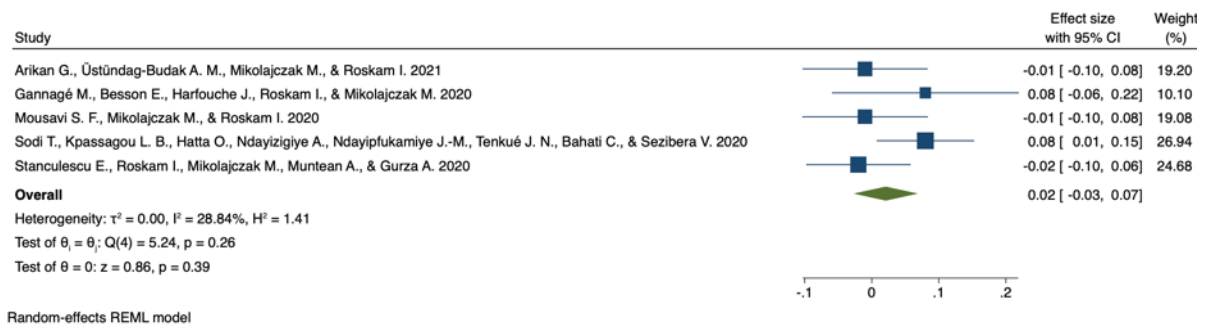 Effect size Weight
Study with 95% CI (%)
Arikan G., Üstündag-Budak A. M., Mikolajczak M., & Roskam I. 2021 -0.01 [ -0.10, 0.08] 19.20
Gannagé M., Besson E., Harfouche J., Roskam I., & Mikolajczak M. 2020 0.08 [ -0.06, 0.22] 10.10
Mousavi S. F., Mikolajczak M., & Roskam I. 2020 -0.01 [ -0.10, 0.08] 19.08
Sodi T., Kpassagou L. B., Hatta O., Ndayizigiye A., Ndayipfukamiye J.-M., Tenkué J. N., Bahati C., & Sezibera V. 2020 0.08 [ 0.01, 0.15] 26.94
Stanculescu E., Roskam I., Mikolajczak M., Muntean A., & Gurza A. 2020 -0.02 [ -0.10, 0.06] 24.68
Overall 0.02 [ -0.03, 0.07]
Heterogeneity: τ² = 0.00, I² = 28.84%, H² = 1.41
Test of θᵢ = θⱼ: Q(4) = 5.24, p = 0.26
Test of θ = 0: z = 0.86, p = 0.39
-.1 0 .1 .2
Random-effects REML model